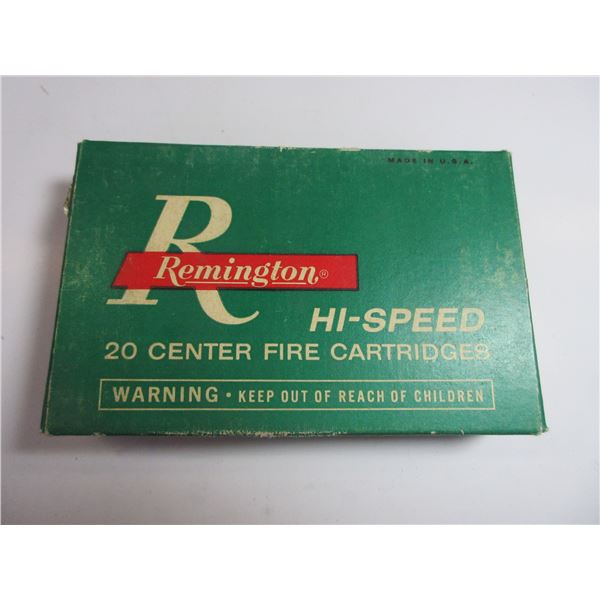 MADE IN U.S.A.
R
Remington®
HI-SPEED
20 CENTER FIRE CARTRIDGES
WARNING • KEEP OUT OF REACH OF CHILDREN